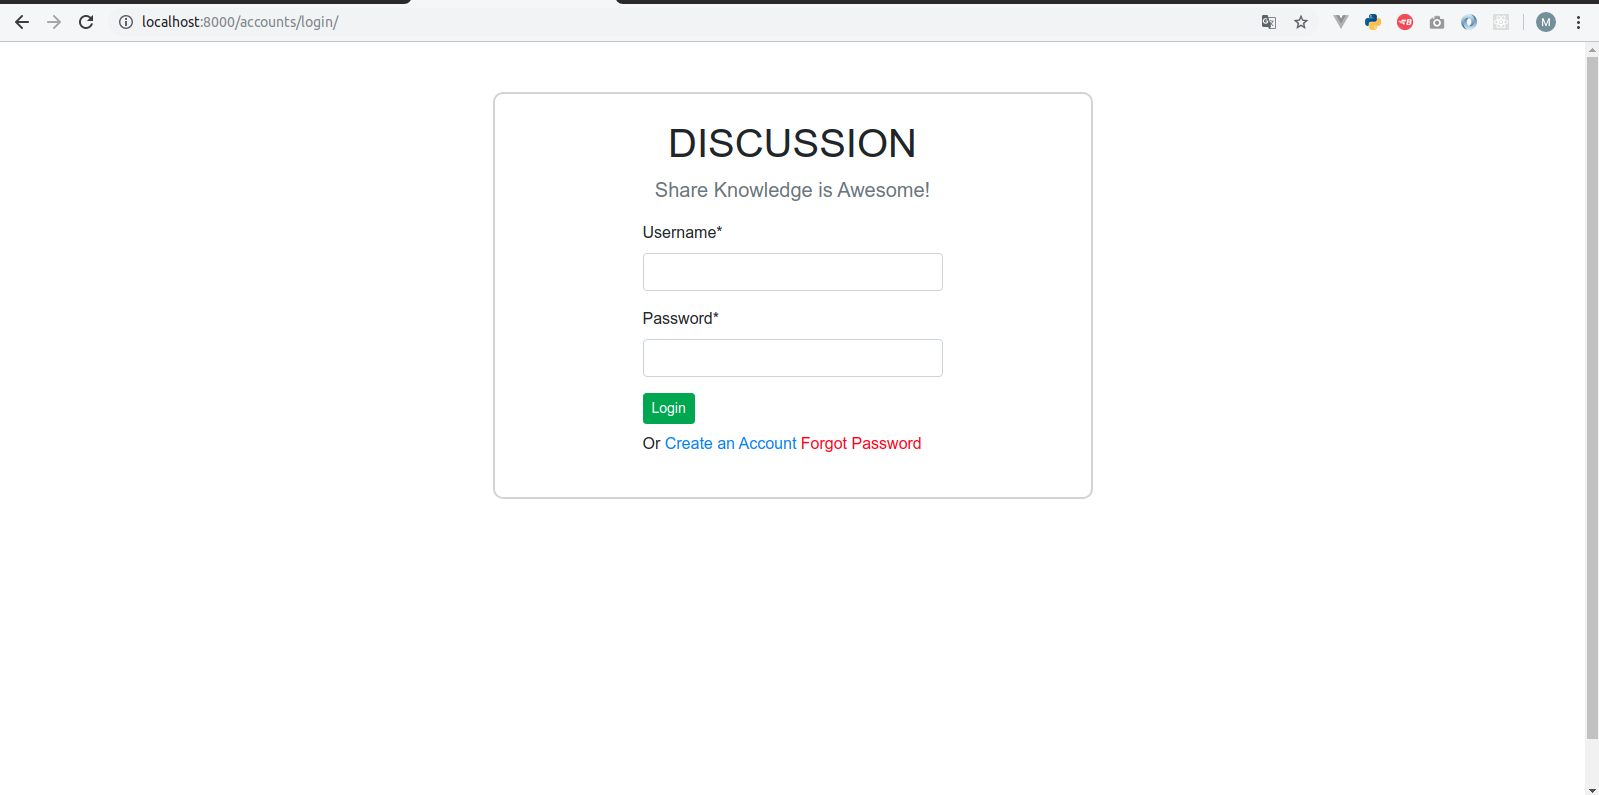 localhost:8000/accounts/login/
M
DISCUSSION
Share Knowledge is Awesome!
Username*
Password*
Login
Or Create an Account Forgot Password